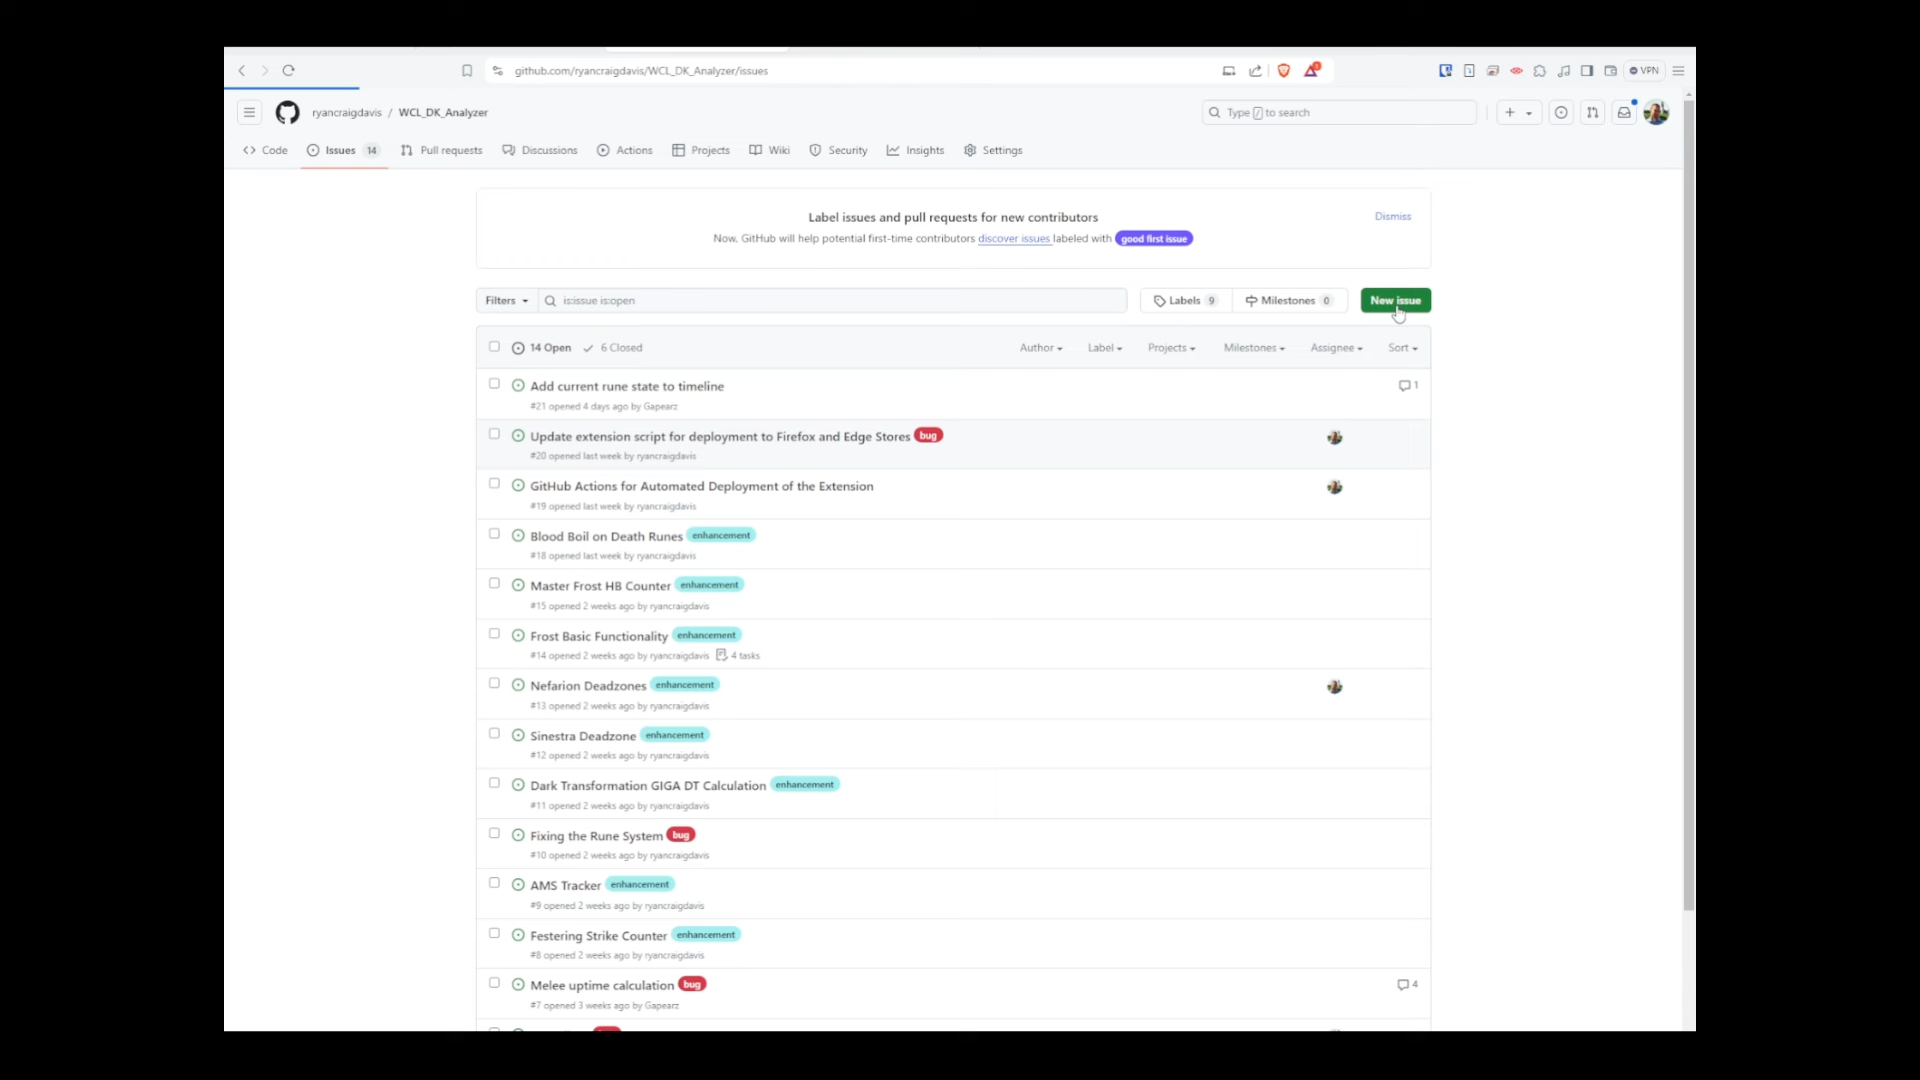 github.com/ryancraigdavis/WCL_DK_Analyzer/issues
1
VPN
ryancraigdavis / WCL_DK_Analyzer
Type / to search
Code
Issues 14
Pull requests
Discussions
Actions
Projects
Wiki
Security
Insights
Settings
Label issues and pull requests for new contributors
Dismiss
Now, GitHub will help potential first-time contributors discover issues labeled with good first issue
Filters
is:issue is:open
Labels 9
Milestones 0
New issue
14 Open
6 Closed
Author
Label
Projects
Milestones
Assignee
Sort
Add current rune state to timeline
1
#21 opened 4 days ago by Gapearz
Update extension script for deployment to Firefox and Edge Stores bug
#20 opened last week by ryancraigdavis
GitHub Actions for Automated Deployment of the Extension
#19 opened last week by ryancraigdavis
Blood Boil on Death Runes enhancement
#18 opened last week by ryancraigdavis
Master Frost HB Counter enhancement
#15 opened 2 weeks ago by ryancraigdavis
Frost Basic Functionality enhancement
#14 opened 2 weeks ago by ryancraigdavis 4 tasks
Nefarion Deadzones enhancement
#13 opened 2 weeks ago by ryancraigdavis
Sinestra Deadzone enhancement
#12 opened 2 weeks ago by ryancraigdavis
Dark Transformation GIGA DT Calculation enhancement
#11 opened 2 weeks ago by ryancraigdavis
Fixing the Rune System bug
#10 opened 2 weeks ago by ryancraigdavis
AMS Tracker enhancement
#9 opened 2 weeks ago by ryancraigdavis
Festering Strike Counter enhancement
#8 opened 2 weeks ago by ryancraigdavis
Melee uptime calculation bug
4
#7 opened 3 weeks ago by Gapearz